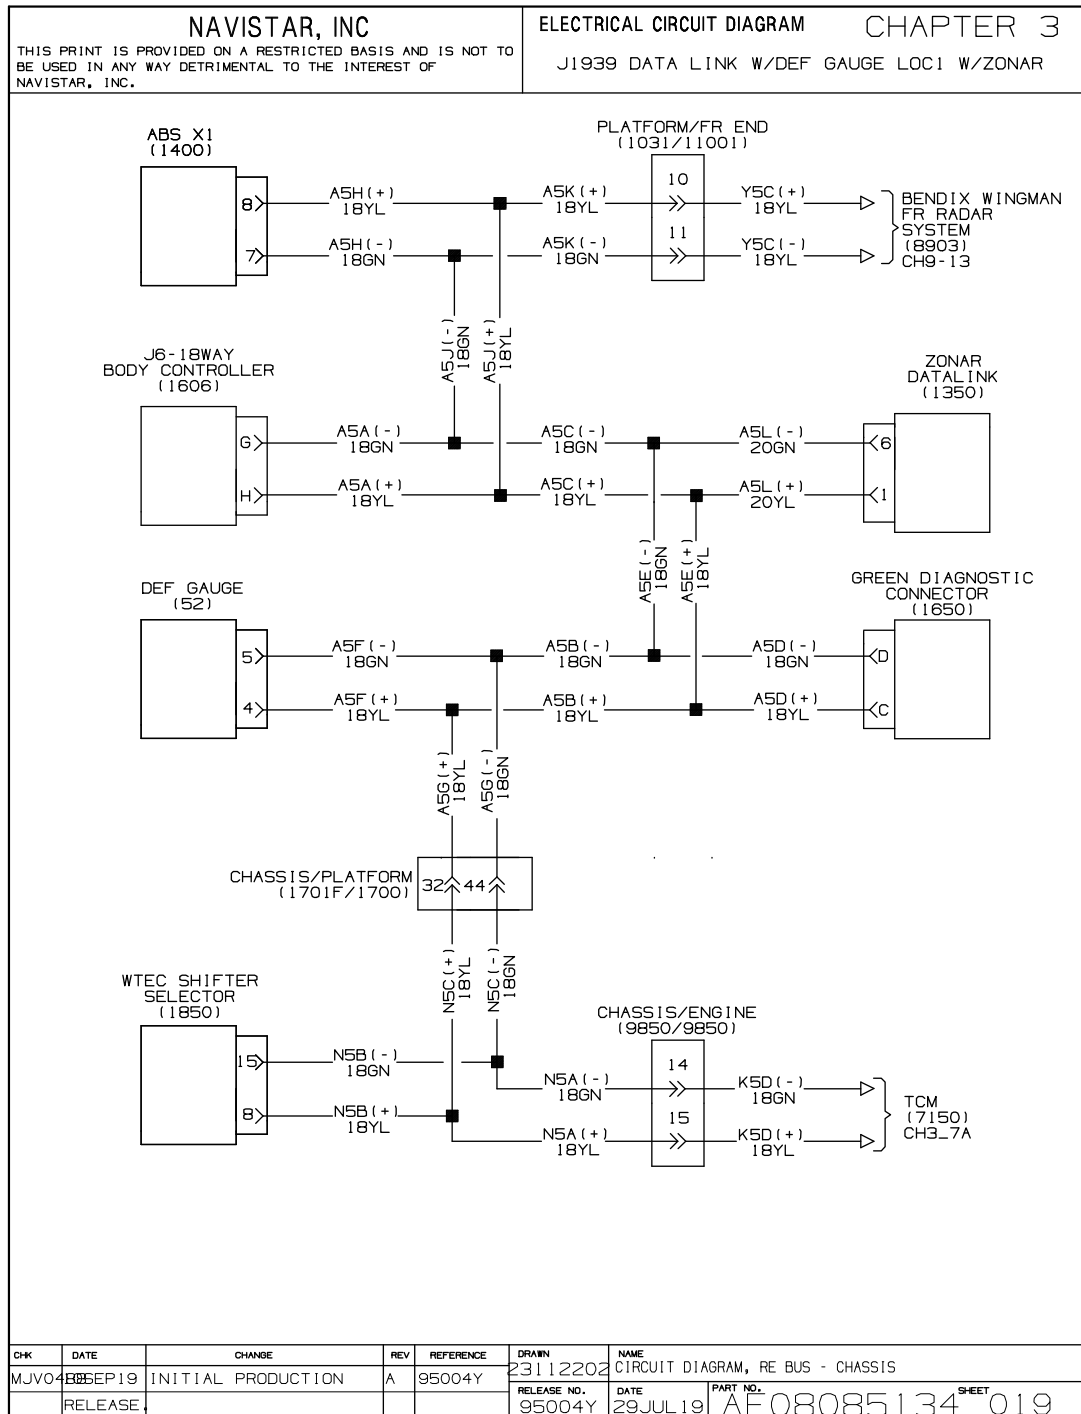 NAVISTAR, INC
THIS PRINT IS PROVIDED ON A RESTRICTED BASIS AND IS NOT TO
BE USED IN ANY WAY DETRIMENTAL TO THE INTEREST OF
NAVISTAR, INC.
ELECTRICAL CIRCUIT DIAGRAM CHAPTER 3
J1939 DATA LINK W/DEF GAUGE LOC1 W/ZONAR
ABS X1
(1400)
PLATFORM/FR END
(1031/11001)
8 A5H(+) A5K(+) 10 Y5C(+)
18YL 18YL 18YL
7 A5H(-) A5K(-) 11 Y5C(-)
18GN 18GN 18YL
BENDIX WINGMAN
FR RADAR
SYSTEM
(8903)
CH9-13
A5J(-)
18GN
A5J(+)
18YL
J6-18WAY
BODY CONTROLLER
(1606)
ZONAR
DATALINK
(1350)
G A5A(-) A5C(-) A5L(-) 6
18GN 18GN 20GN
H A5A(+) A5C(+) A5L(+) 1
18YL 18YL 20YL
A5E(-)
18GN
A5E(+)
18YL
DEF GAUGE
(52)
GREEN DIAGNOSTIC
CONNECTOR
(1650)
5 A5F(-) A5B(-) A5D(-) D
18GN 18GN 18GN
4 A5F(+) A5B(+) A5D(+) C
18YL 18YL 18YL
A5G(+)
18YL
A5G(-)
18GN
CHASSIS/PLATFORM
(1701F/1700)
32 44
N5C(+)
18YL
N5C(-)
18GN
WTEC SHIFTER
SELECTOR
(1850)
CHASSIS/ENGINE
(9850/9850)
15 N5B(-)
18GN
8 N5B(+)
18YL
N5A(-) 14 K5D(-)
18GN 18GN
N5A(+) 15 K5D(+)
18YL 18YL
TCM
(7150)
CH3_7A
CHK DATE CHANGE REV REFERENCE DRAWN NAME
23112202 CIRCUIT DIAGRAM, RE BUS - CHASSIS
SEP19 INITIAL PRODUCTION A 95004Y
RELEASE NO. DATE PART NO. SHEET
RELEASE. 95004Y 29JUL19 AF08085134 019